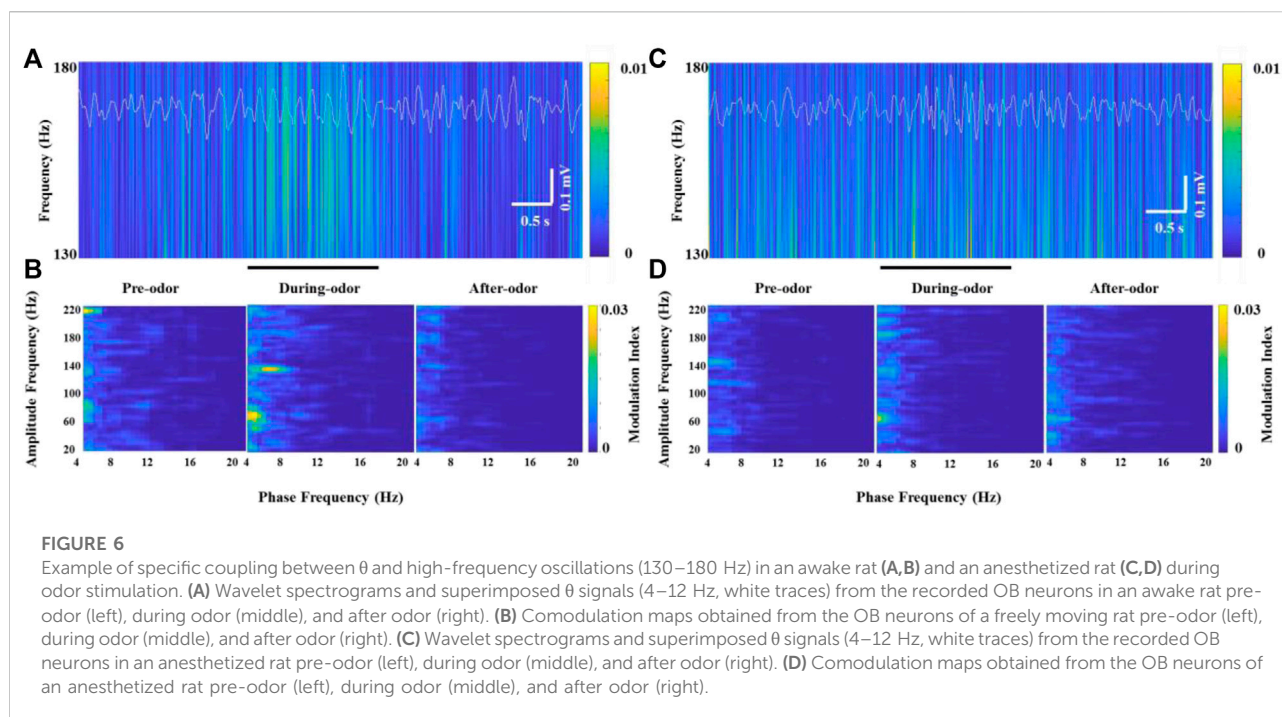 A
180
Frequency (Hz)
130
0.5 s
0.1 mV
0.01
0
C
180
Frequency (Hz)
130
0.5 s
0.1 mV
0.01
0
B
Pre-odor
During-odor
After-odor
Amplitude Frequency (Hz)
220
180
140
100
60
20
4 8 12 20
4 8 12 20
4 8 12 21
Phase Frequency (Hz)
0.03
Modulation Index
0
D
Pre-odor
During-odor
After-odor
Amplitude Frequency (Hz)
220
180
140
100
60
20
4 8 12 20
4 8 12 20
4 8 12 20
Phase Frequency (Hz)
0.03
Modulation Index
0
FIGURE 6
Example of specific coupling between θ and high-frequency oscillations (130–180 Hz) in an awake rat (A,B) and an anesthetized rat (C,D) during
odor stimulation. (A) Wavelet spectrograms and superimposed θ signals (4–12 Hz, white traces) from the recorded OB neurons in an awake rat pre-
odor (left), during odor (middle), and after odor (right). (B) Comodulation maps obtained from the OB neurons of a freely moving rat pre-odor (left),
during odor (middle), and after odor (right). (C) Wavelet spectrograms and superimposed θ signals (4–12 Hz, white traces) from the recorded OB
neurons in an anesthetized rat pre-odor (left), during odor (middle), and after odor (right). (D) Comodulation maps obtained from the OB neurons of
an anesthetized rat pre-odor (left), during odor (middle), and after odor (right).